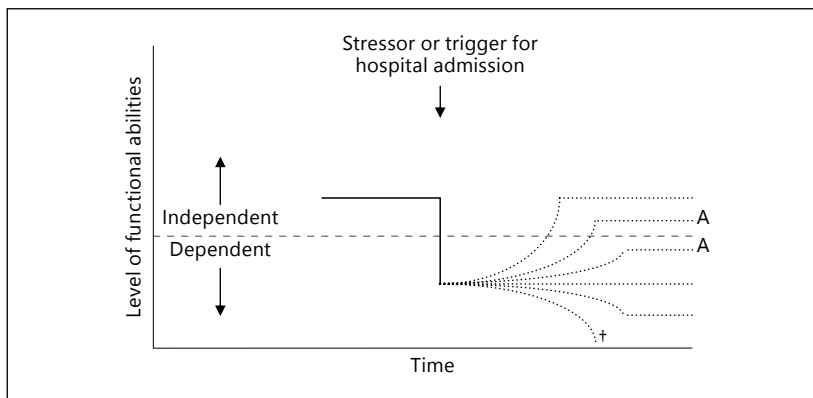 Stressor or trigger for
hospital admission
Level of functional abilities
Independent
Dependent
A
A
†
Time